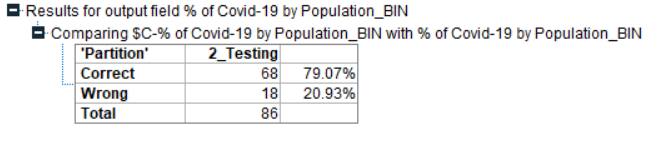 Results for output field % of Covid-19 by Population_BIN
Comparing $C-% of Covid-19 by Population_BIN with % of Covid-19 by Population_BIN
'Partition' 2_Testing
Correct 68 79.07%
Wrong 18 20.93%
Total 86